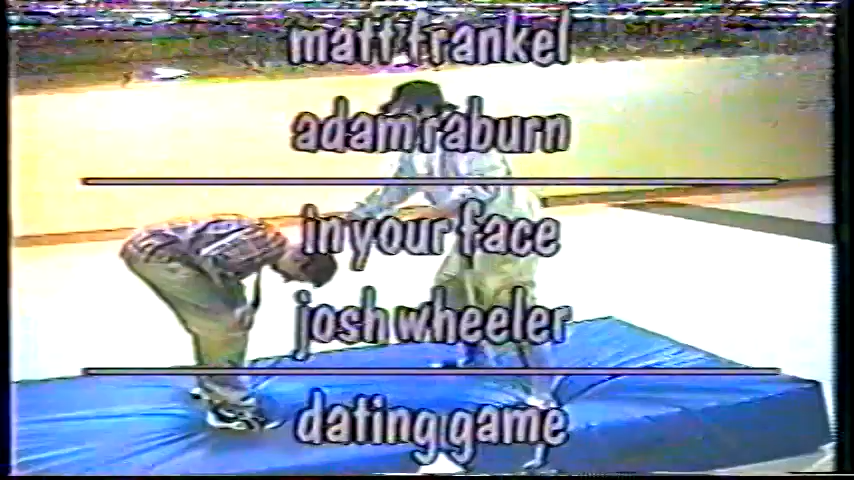 matt frankel
adam raburn
in your face
josh wheeler
dating game